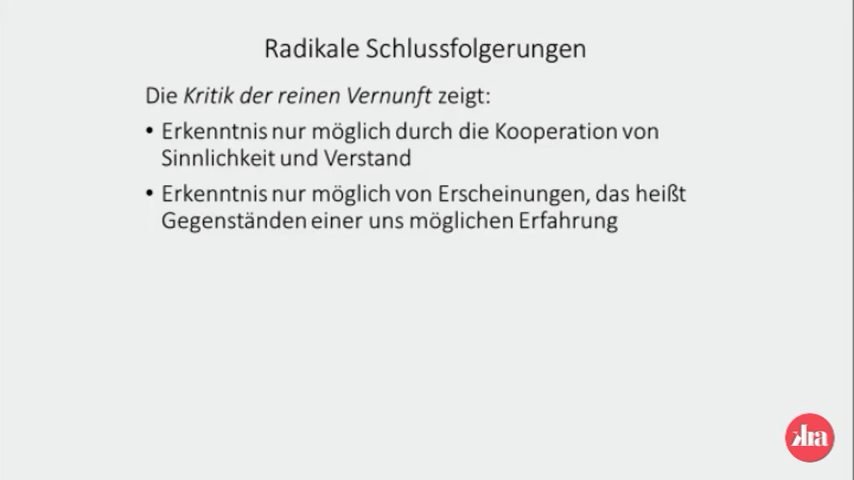 Radikale Schlussfolgerungen
Die Kritik der reinen Vernunft zeigt:
• Erkenntnis nur möglich durch die Kooperation von
Sinnlichkeit und Verstand
• Erkenntnis nur möglich von Erscheinungen, das heißt
Gegenständen einer uns möglichen Erfahrung